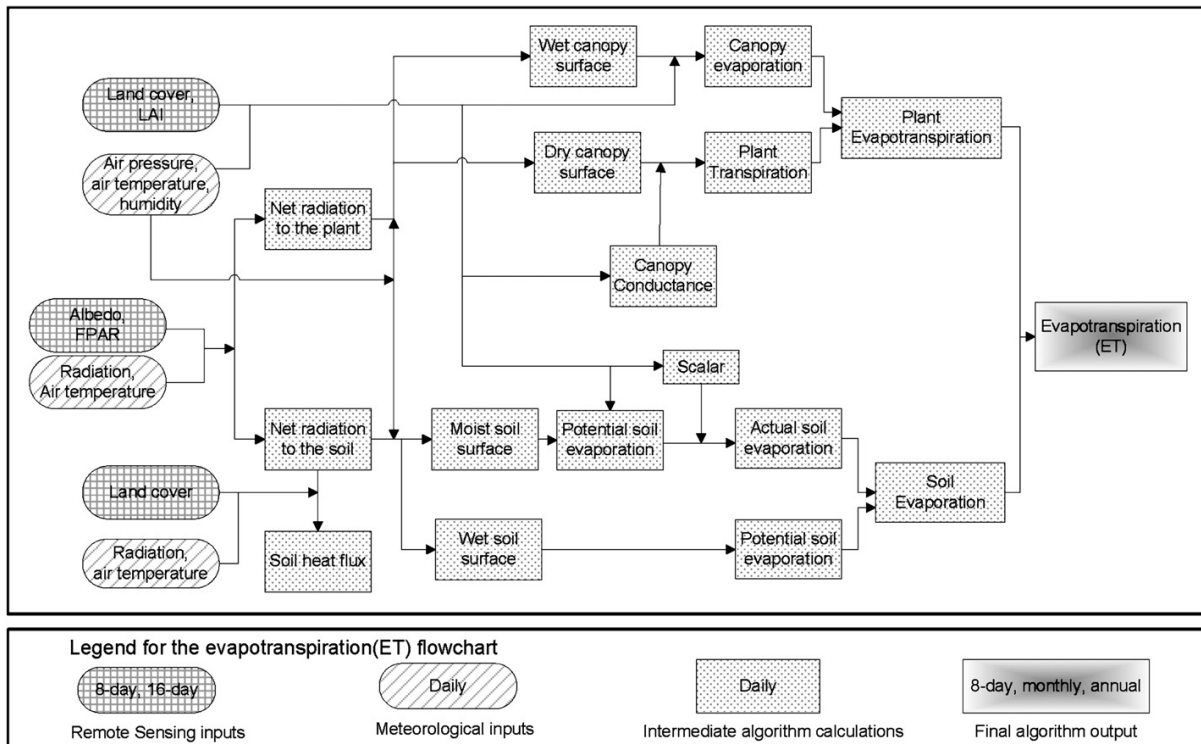 Wet canopy
surface
Canopy
evaporation
Land cover,
LAI
Plant
Evapotranspiration
Air pressure,
air temperature,
humidity
Dry canopy
surface
Plant
Transpiration
Net radiation
to the plant
Canopy
Conductance
Albedo,
FPAR
Evapotranspiration
(ET)
Radiation,
Air temperature
Scalar
Net radiation
to the soil
Moist soil
surface
Potential soil
evaporation
Actual soil
evaporation
Land cover
Soil
Evaporation
Radiation,
air temperature
Soil heat flux
Wet soil
surface
Potential soil
evaporation
Legend for the evapotranspiration(ET) flowchart
8-day, 16-day
Daily
Daily
8-day, monthly, annual
Remote Sensing inputs
Meteorological inputs
Intermediate algorithm calculations
Final algorithm output